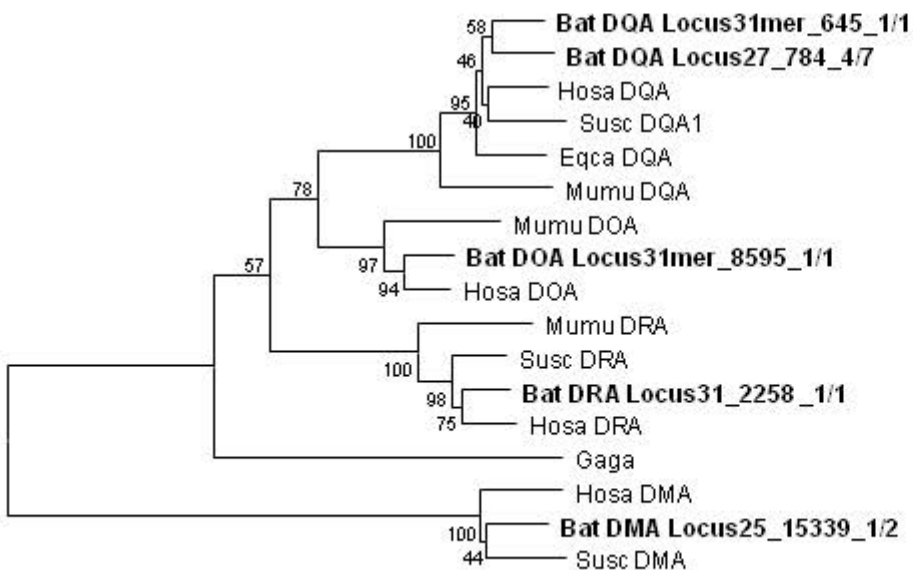 58
Bat DQA Locus31mer_645_1/1
46
Bat DQA Locus27_784_4/7
Hosa DQA
95
40
Susc DQA1
100
Eqca DQA
78
Mumu DQA
Mumu DOA
57
97
Bat DOA Locus31mer_8595_1/1
94
Hosa DOA
Mumu DRA
100
Susc DRA
98
Bat DRA Locus31_2258 _1/1
75
Hosa DRA
Gaga
Hosa DMA
100
Bat DMA Locus25_15339_1/2
44
Susc DMA